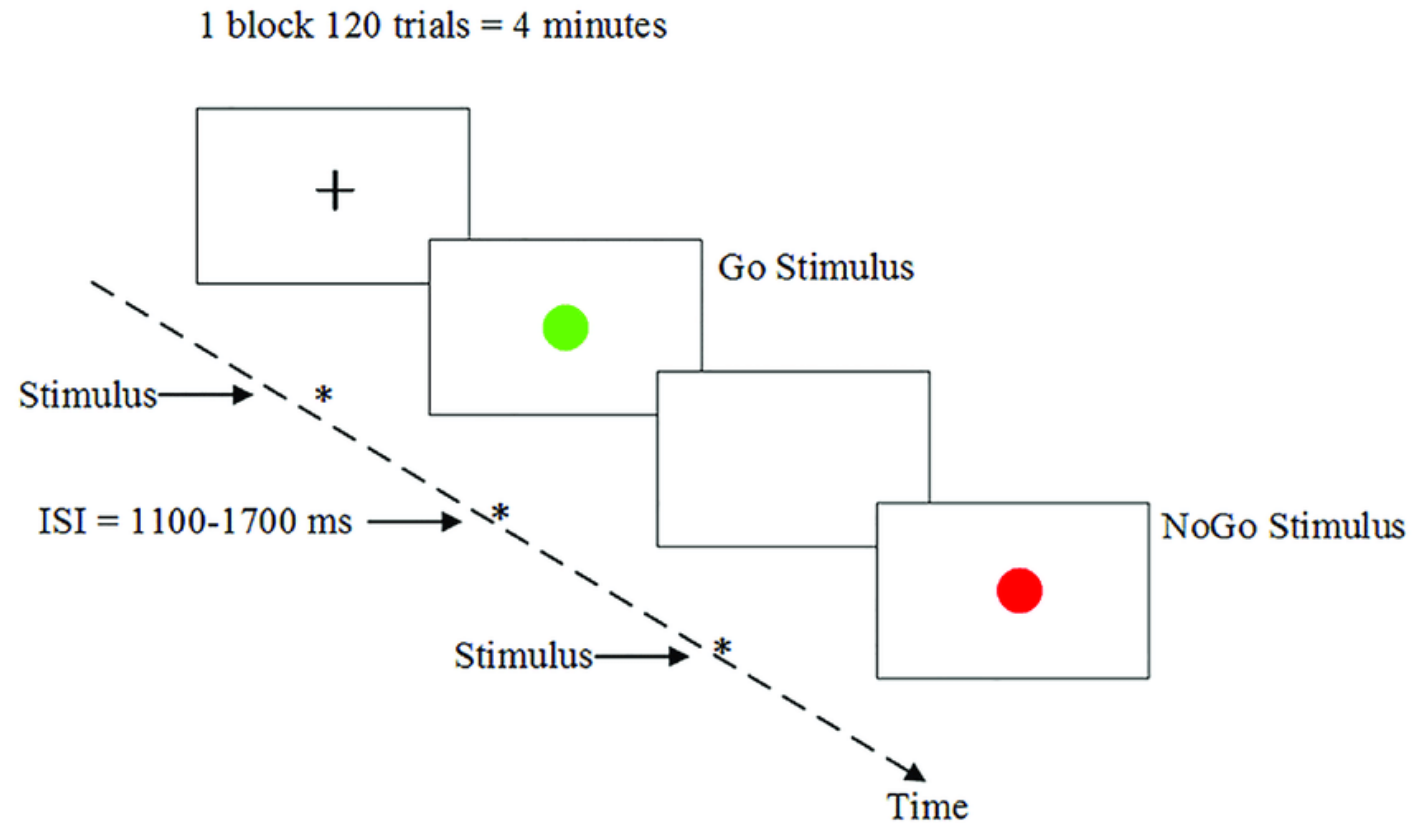 1 block 120 trials = 4 minutes
Go Stimulus
Stimulus
*
ISI = 1100-1700 ms
*
NoGo Stimulus
Stimulus
*
Time